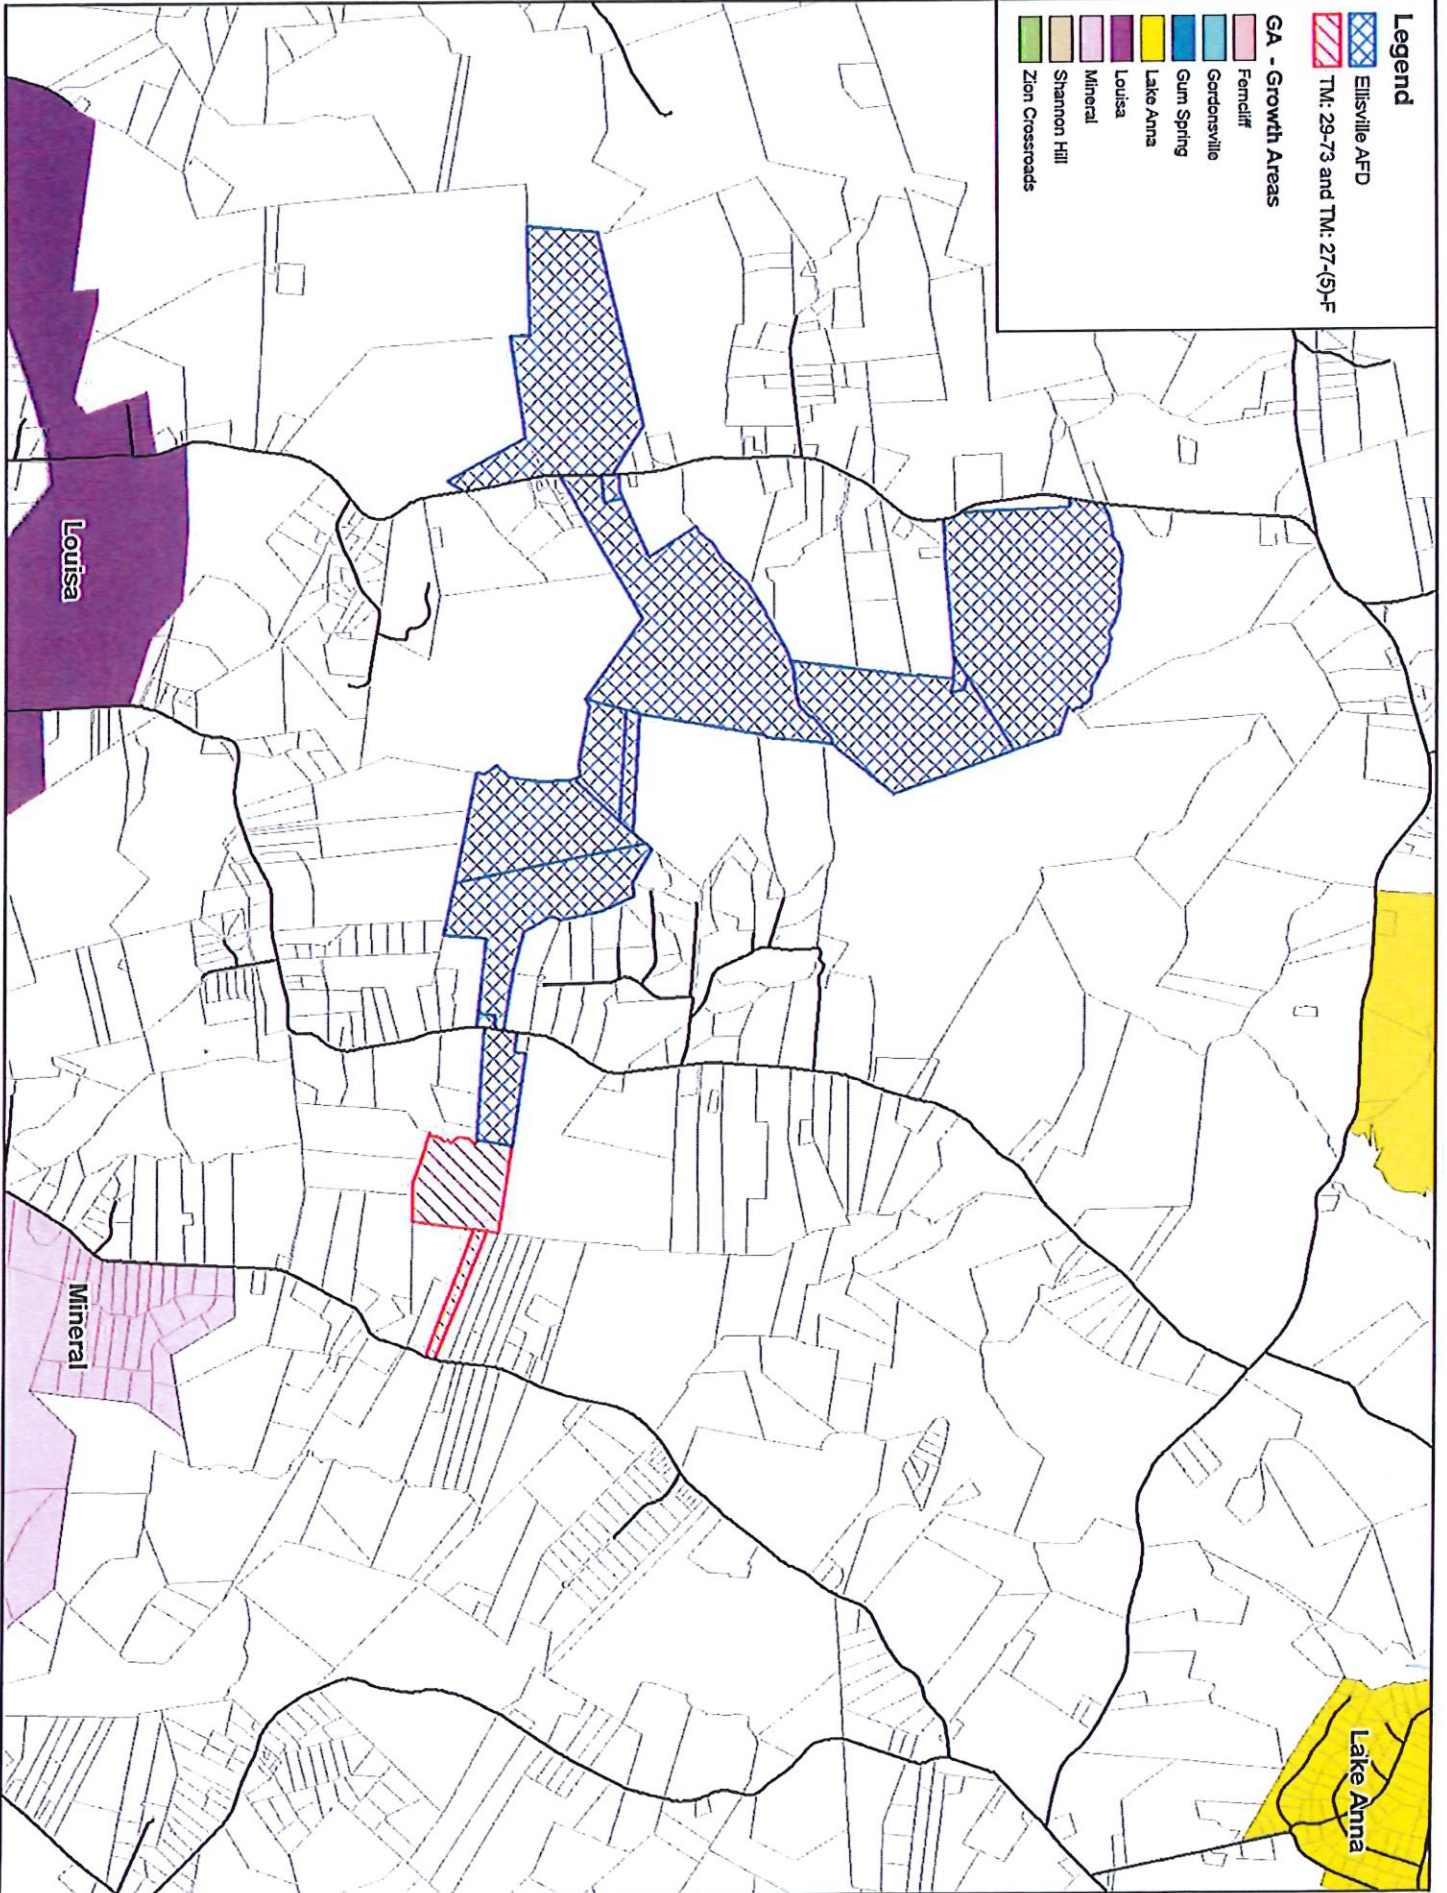 Legend
Ellisville AFD
TM: 29-73 and TM: 27-(5)-F
GA - Growth Areas
Ferncliff
Gordonsville
Gum Spring
Lake Anna
Louisa
Mineral
Shannon Hill
Zion Crossroads
Lake Anna
Louisa
Mineral